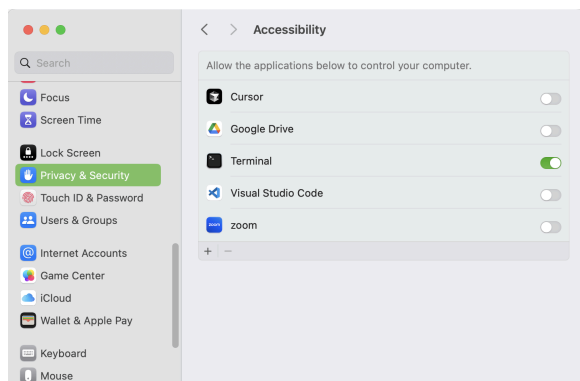 Accessibility
Search
Allow the applications below to control your computer.
Focus
Screen Time
Lock Screen
Privacy & Security
Touch ID & Password
Users & Groups
Internet Accounts
Game Center
iCloud
Wallet & Apple Pay
Keyboard
Mouse
Cursor
Google Drive
Terminal
Visual Studio Code
zoom
zoom
+ −